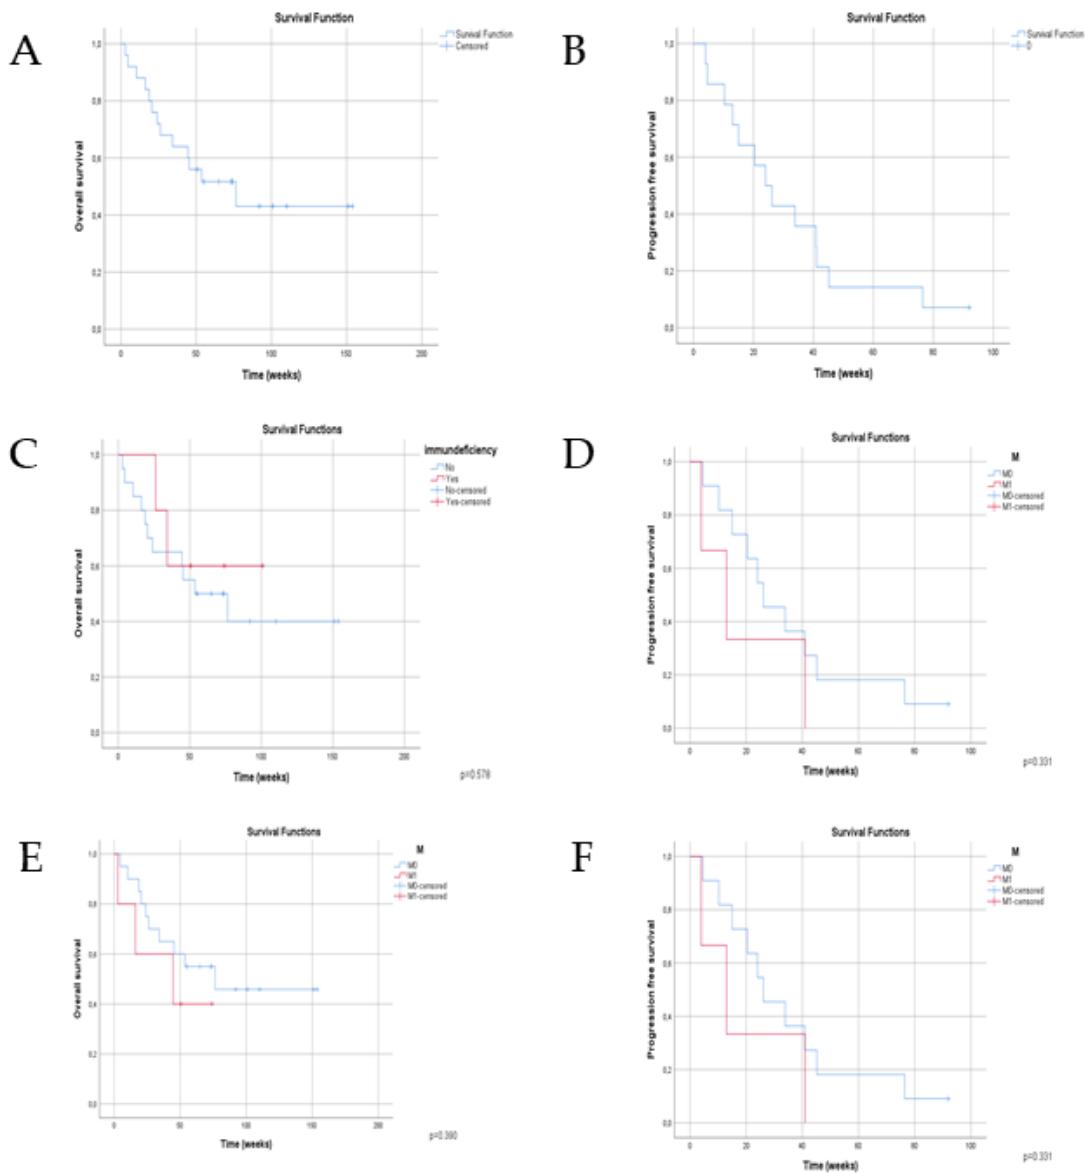 A
Survival Function
Survival Function
Censored
Overall survival
1,0
0,8
0,6
0,4
0,2
0,0
0 50 100 150 200
Time (weeks)
B
Survival Function
Survival Function
0
Progression free survival
1,0
0,8
0,6
0,4
0,2
0,0
0 20 40 60 80 100
Time (weeks)
C
Survival Functions
Immundeficiency
No
Yes
No-censored
Yes-censored
Overall survival
1,0
0,8
0,6
0,4
0,2
0,0
0 50 100 150 200
Time (weeks)
p=0.578
D
Survival Functions
M
M0
M1
M0-censored
M1-censored
Progression free survival
1,0
0,8
0,6
0,4
0,2
0,0
0 20 40 60 80 100
Time (weeks)
p=0.331
E
Survival Functions
M
M0
M1
M0-censored
M1-censored
Overall survival
1,0
0,8
0,6
0,4
0,2
0,0
0 50 100 150 200
Time (weeks)
p=0.390
F
Survival Functions
M
M0
M1
M0-censored
M1-censored
Progression free survival
1,0
0,8
0,6
0,4
0,2
0,0
0 20 40 60 80 100
Time (weeks)
p=0.331